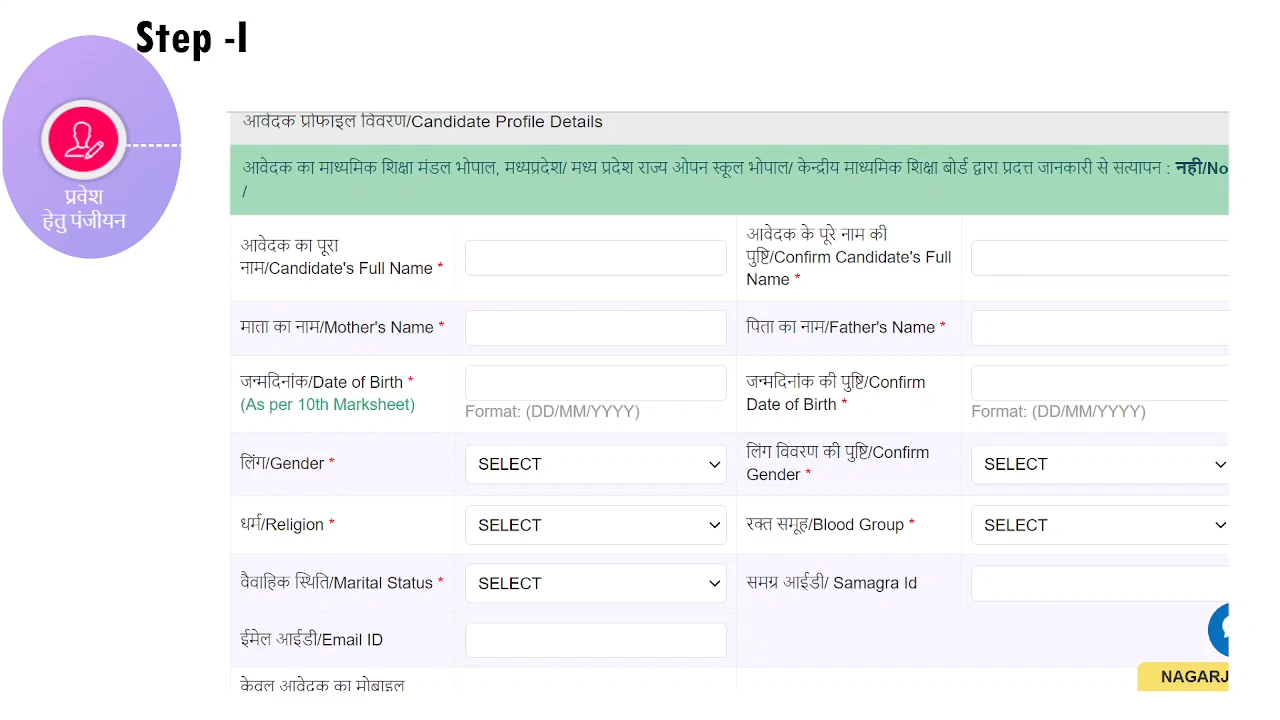 Step -I
प्रवेश
हेतु पंजीयन
आवेदक प्रोफाइल विवरण/Candidate Profile Details
आवेदक का माध्यमिक शिक्षा मंडल भोपाल, मध्यप्रदेश/ मध्य प्रदेश राज्य ओपन स्कूल भोपाल/ केन्द्रीय माध्यमिक शिक्षा बोर्ड द्वारा प्रदत्त जानकारी से सत्यापन : नही/No
/
आवेदक का पूरा
नाम/Candidate's Full Name *
आवेदक के पूरे नाम की
पुष्टि/Confirm Candidate's Full
Name *
माता का नाम/Mother's Name *
पिता का नाम/Father's Name *
जन्मदिनांक/Date of Birth *
(As per 10th Marksheet)
Format: (DD/MM/YYYY)
जन्मदिनांक की पुष्टि/Confirm
Date of Birth *
Format: (DD/MM/YYYY)
लिंग/Gender *
SELECT
लिंग विवरण की पुष्टि/Confirm
Gender *
SELECT
धर्म/Religion *
SELECT
रक्त समूह/Blood Group *
SELECT
वैवाहिक स्थिति/Marital Status *
SELECT
समग्र आईडी/ Samagra Id
ईमेल आईडी/Email ID
केवल आवेदक का मोबाइल
NAGARJ